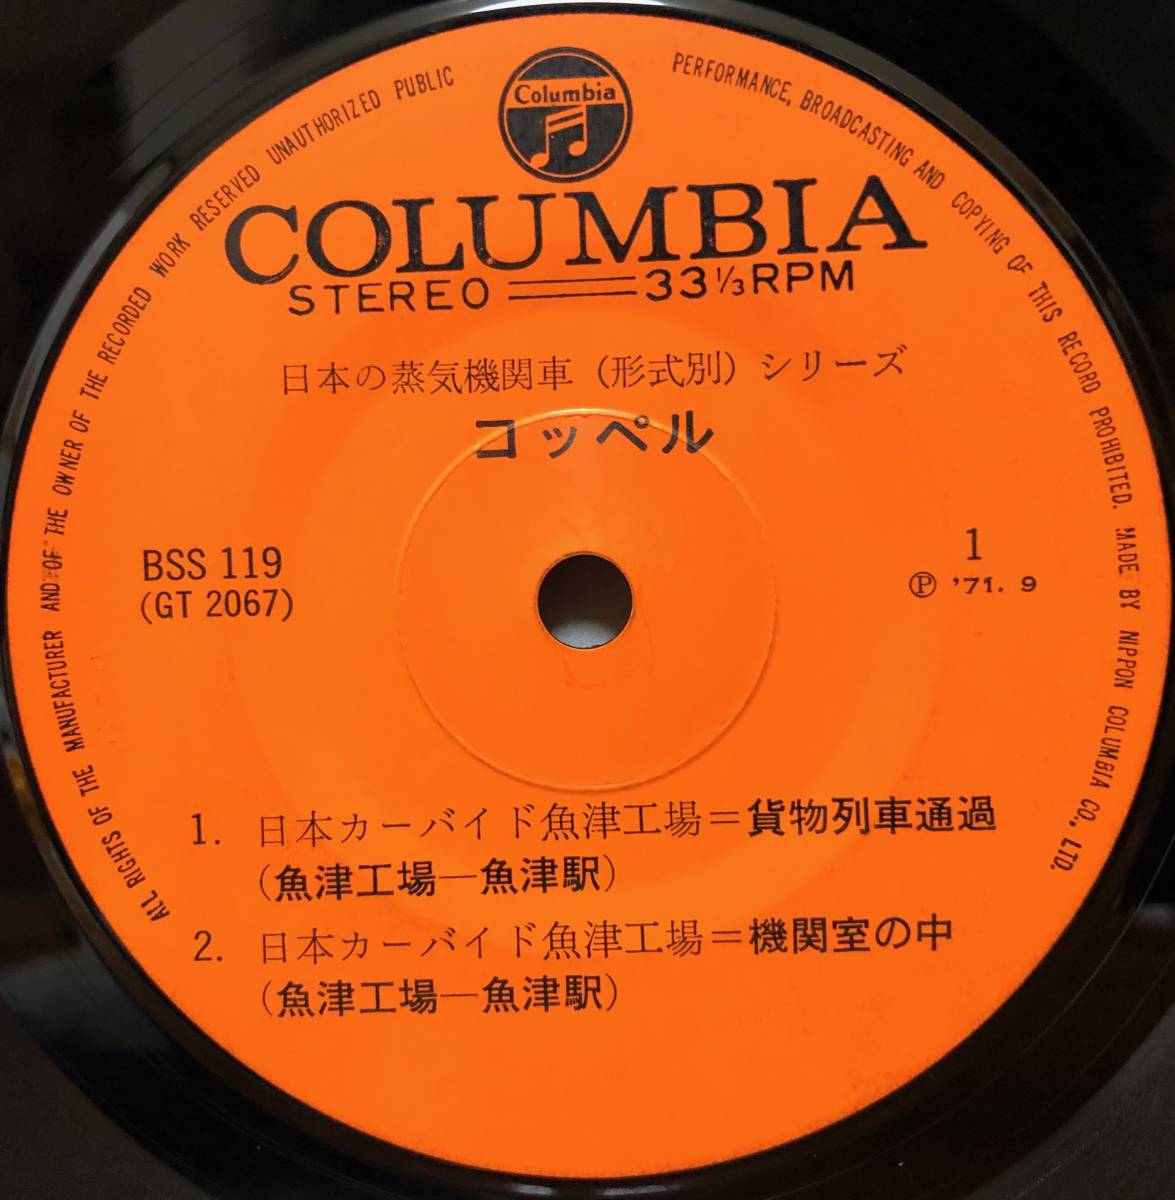 Columbia
COLUMBIA
STEREO 33⅓RPM
日本の蒸気機関車（形式別）シリーズ
コッペル
BSS 119
(GT 2067)
1
Ⓟ '71. 9
1. 日本カーバイド魚津工場＝貨物列車通過
(魚津工場—魚津駅)
2. 日本カーバイド魚津工場＝機関室の中
(魚津工場—魚津駅)
ALL RIGHTS OF THE MANUFACTURER AND OF THE OWNER OF THE RECORDED WORK RESERVED UNAUTHORIZED PUBLIC PERFORMANCE, BROADCASTING AND COPYING OF THIS RECORD PROHIBITED. MADE BY NIPPON COLUMBIA CO., LTD.